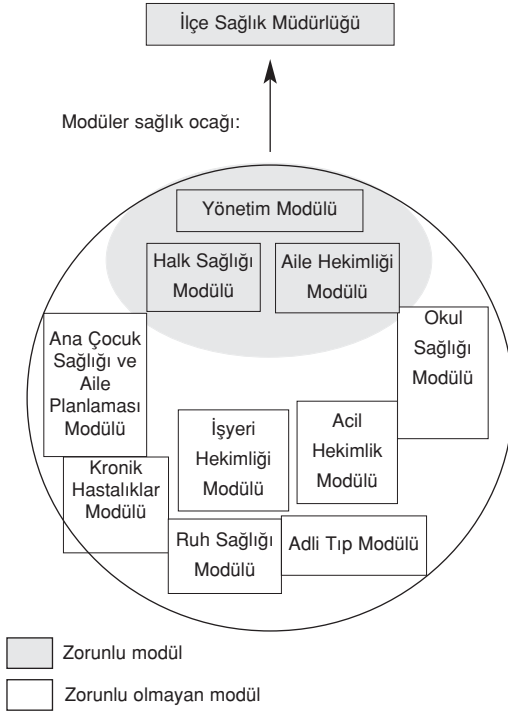 İlçe Sağlık Müdürlüğü
Modüler sağlık ocağı:
Yönetim Modülü
Halk Sağlığı
Modülü
Aile Hekimliği
Modülü
Okul
Sağlığı
Modülü
Ana Çocuk
Sağlığı ve
Aile
Planlaması
Modülü
İşyeri
Hekimliği
Modülü
Acil
Hekimlik
Modülü
Kronik
Hastalıklar
Modülü
Ruh Sağlığı
Modülü
Adli Tıp Modülü
Zorunlu modül
Zorunlu olmayan modül